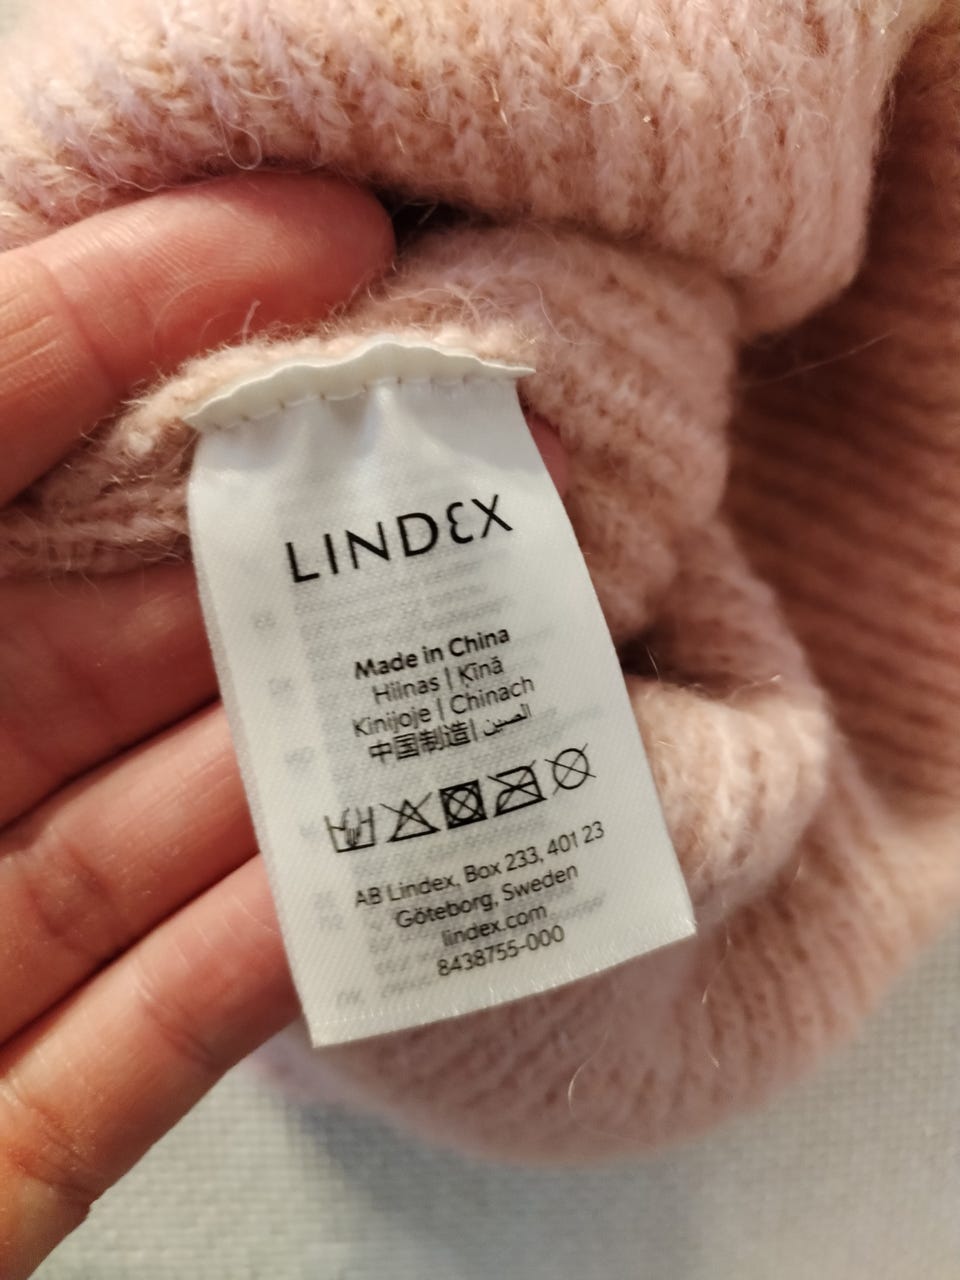 LINDEX
Made in China
Hiinas | Ķīnā
Kinijoje | Chinach
中国制造| الصين
AB Lindex, Box 233, 401 23
Göteborg, Sweden
lindex.com
8438755-000